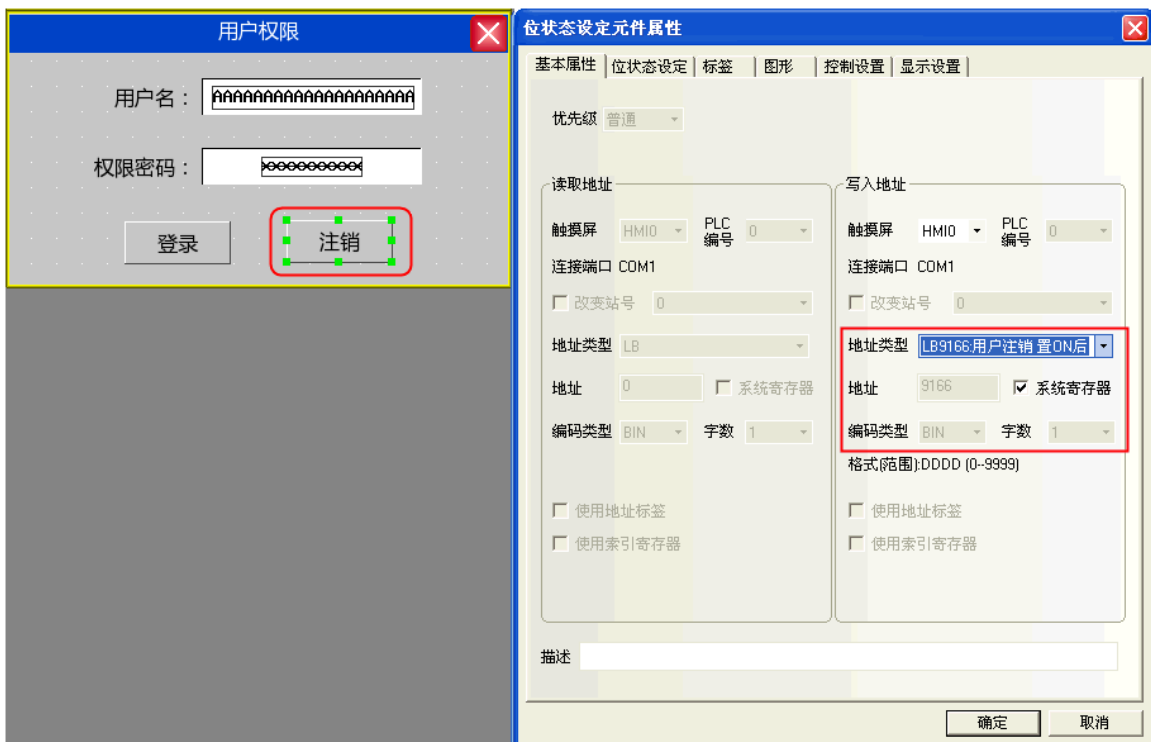 用户权限
用户名：
AAAAAAAAAAAAAAAAAAAA
权限密码：
登录
注销
位状态设定元件属性
基本属性 位状态设定 标签 图形 控制设置 显示设置
优先级 普通
读取地址
触摸屏 HMI0 PLC编号 0
连接端口 COM1
改变站号 0
地址类型 LB
地址 0 系统寄存器
编码类型 BIN 字数 1
使用地址标签
使用索引寄存器
写入地址
触摸屏 HMI0 PLC编号 0
连接端口 COM1
改变站号 0
地址类型 LB9166:用户注销 置ON后
地址 9166 系统寄存器
编码类型 BIN 字数 1
格式(范围):DDDD (0--9999)
使用地址标签
使用索引寄存器
描述
确定 取消